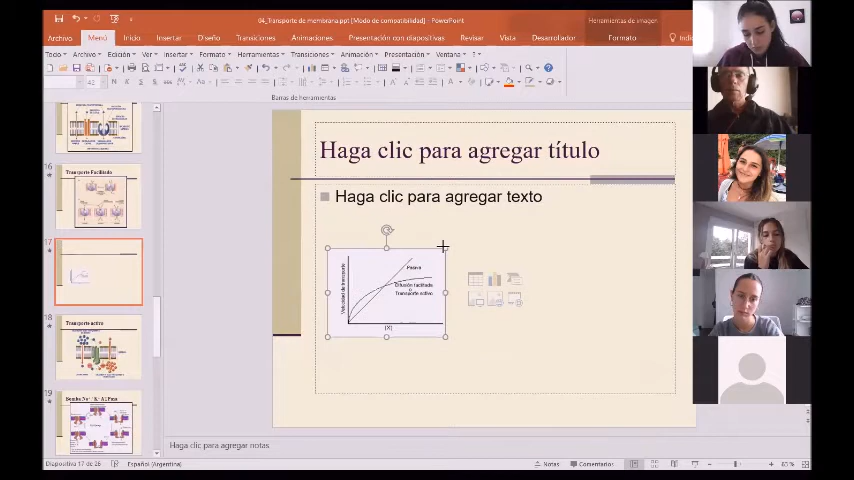 04_Transporte de membrana.ppt [Modo de compatibilidad] - PowerPoint
Herramientas de imagen
Archivo Menú Inicio Insertar Diseño Transiciones Animaciones Presentación con diapositivas Revisar Vista Desarrollador Formato
Todo Archivo Edición Ver Insertar Formato Herramientas Transiciones Animación Presentación Ventana ?
Barras de herramientas
16
Transporte Facilitado
17
18
Transporte activo
19
Bomba Na+ -K+ ATPasa
Haga clic para agregar título
Haga clic para agregar texto
Velocidad de transporte
Pasiva
Difusión facilitada
o
Transporte activo
[X]
Haga clic para agregar notas
Diapositiva 17 de 26 Español (Argentina) Notas Comentarios